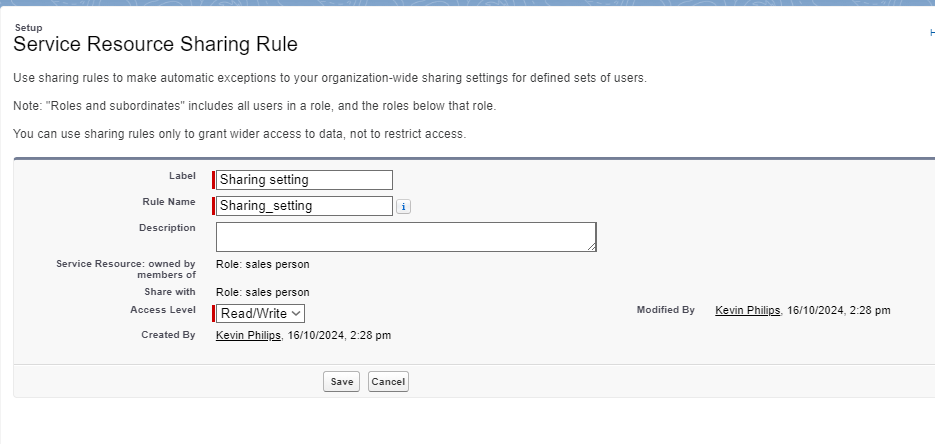 Setup
Service Resource Sharing Rule
Use sharing rules to make automatic exceptions to your organization-wide sharing settings for defined sets of users.
Note: "Roles and subordinates" includes all users in a role, and the roles below that role.
You can use sharing rules only to grant wider access to data, not to restrict access.
Label Sharing setting
Rule Name Sharing_setting i
Description
Service Resource: owned by members of Role: sales person
Share with Role: sales person
Access Level Read/Write Modified By Kevin Philips, 16/10/2024, 2:28 pm
Created By Kevin Philips, 16/10/2024, 2:28 pm
Save Cancel